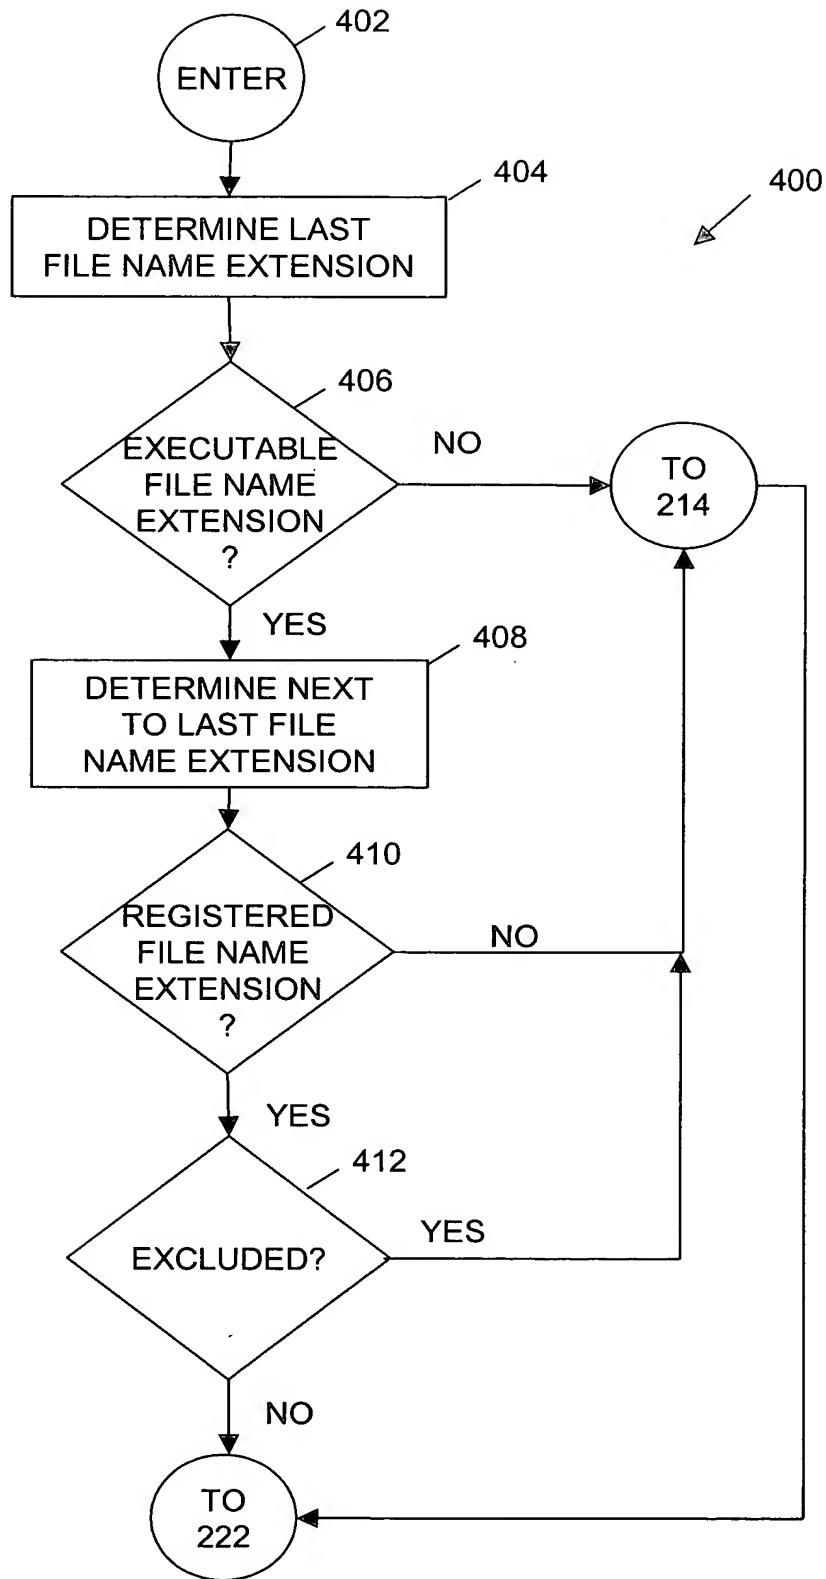 402
ENTER
404
400
DETERMINE LAST
FILE NAME EXTENSION
406
EXECUTABLE
FILE NAME
EXTENSION
?
NO
TO
214
YES
408
DETERMINE NEXT
TO LAST FILE
NAME EXTENSION
410
REGISTERED
FILE NAME
EXTENSION
?
NO
YES
412
EXCLUDED?
YES
NO
TO
222